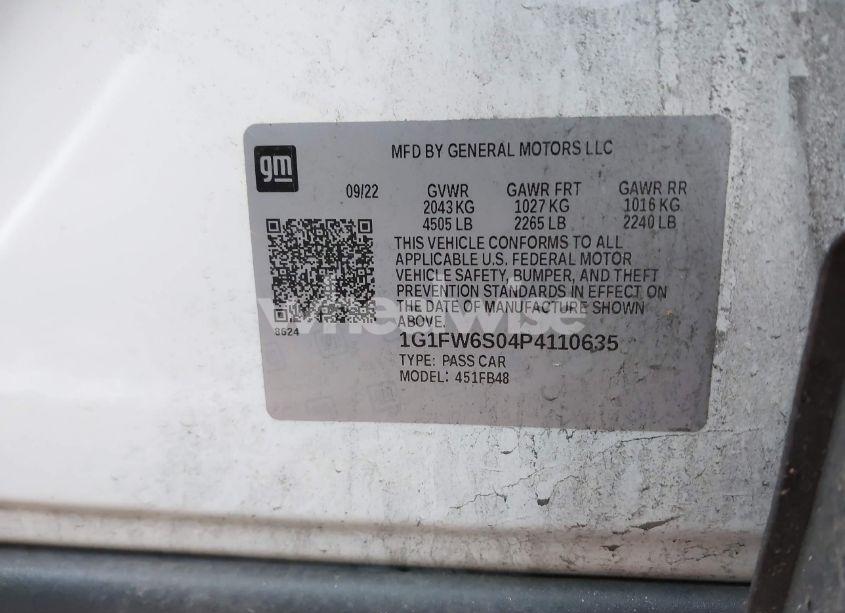 gm
MFD BY GENERAL MOTORS LLC
09/22 GVWR GAWR FRT GAWR RR
2043 KG 1027 KG 1016 KG
4505 LB 2265 LB 2240 LB
THIS VEHICLE CONFORMS TO ALL
APPLICABLE U.S. FEDERAL MOTOR
VEHICLE SAFETY, BUMPER, AND THEFT
PREVENTION STANDARDS IN EFFECT ON
THE DATE OF MANUFACTURE SHOWN
ABOVE.
wheelwise
8624
1G1FW6S04P4110635
TYPE: PASS CAR
MODEL: 451FB48